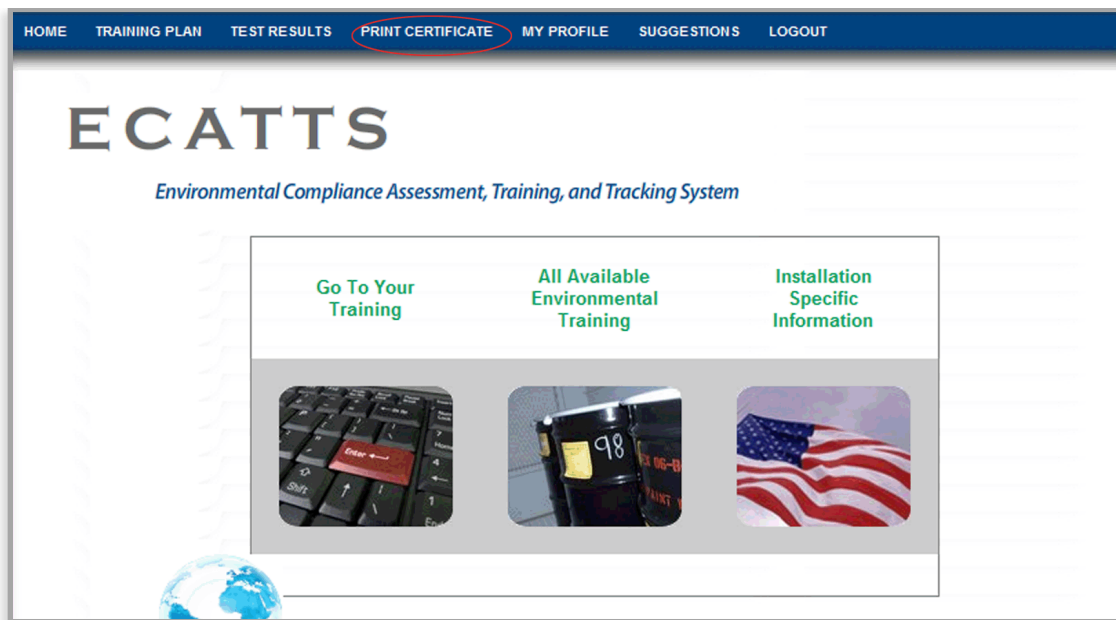 HOME TRAINING PLAN TEST RESULTS PRINT CERTIFICATE MY PROFILE SUGGESTIONS LOGOUT
ECATTS
Environmental Compliance Assessment, Training, and Tracking System
Go To Your
Training
All Available
Environmental
Training
Installation
Specific
Information
Enter
Shift
98